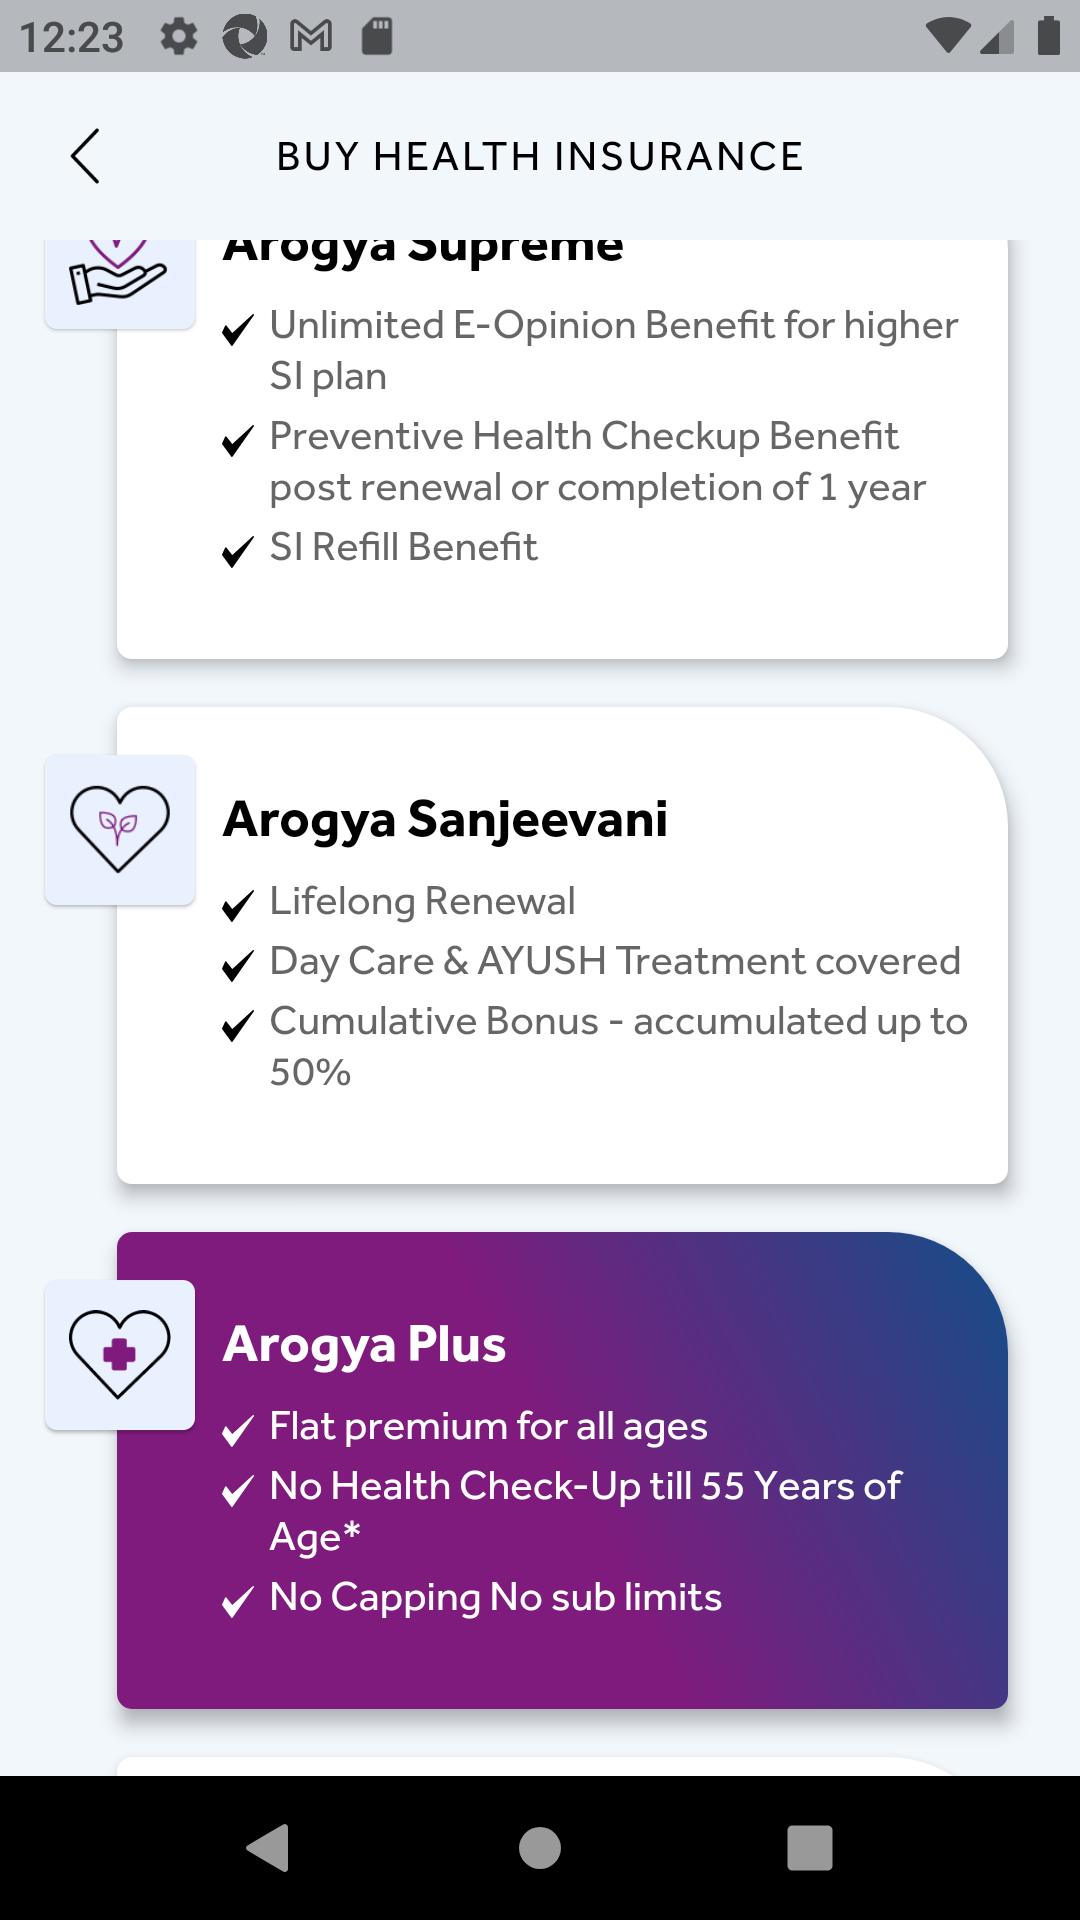 12:23
BUY HEALTH INSURANCE
Arogya Supreme
Unlimited E-Opinion Benefit for higher
SI plan
Preventive Health Checkup Benefit
post renewal or completion of 1 year
SI Refill Benefit
Arogya Sanjeevani
Lifelong Renewal
Day Care & AYUSH Treatment covered
Cumulative Bonus - accumulated up to
50%
Arogya Plus
Flat premium for all ages
No Health Check-Up till 55 Years of
Age*
No Capping No sub limits